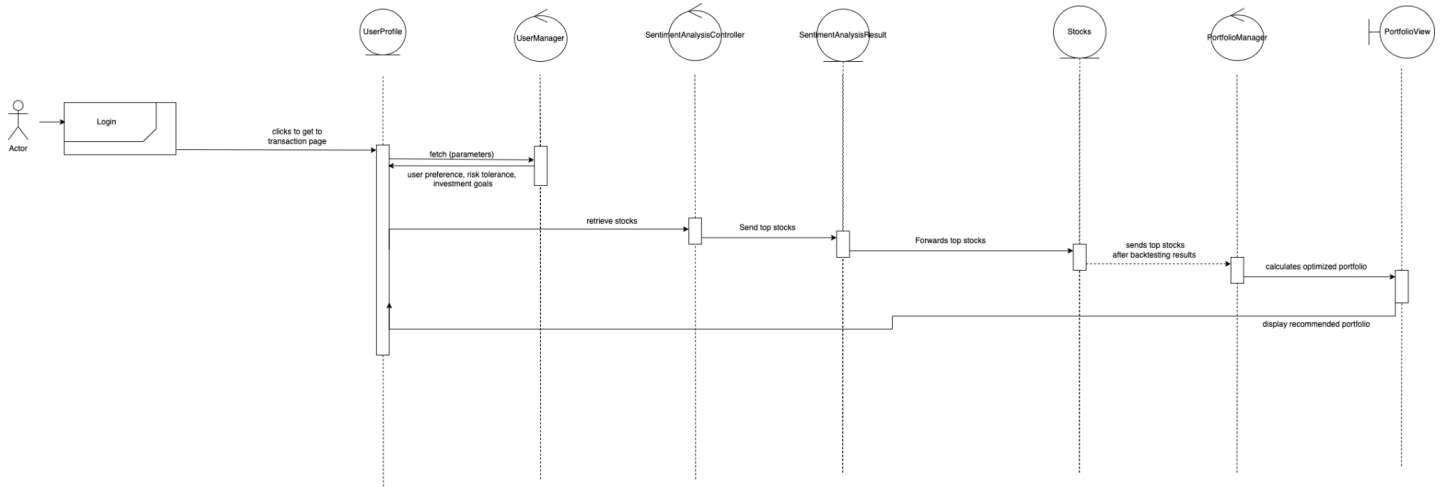 UserProfile
UserManager
SentimentAnalysisController
SentimentAnalysisResult
Stocks
PortfolioManager
PortfolioView
Actor
Login
clicks to get to
transaction page
fetch (parameters)
user preference, risk tolerance,
investment goals
retrieve stocks
Send top stocks
Forwards top stocks
sends top stocks
after backtesting results
calculates optimized portfolio
display recommended portfolio